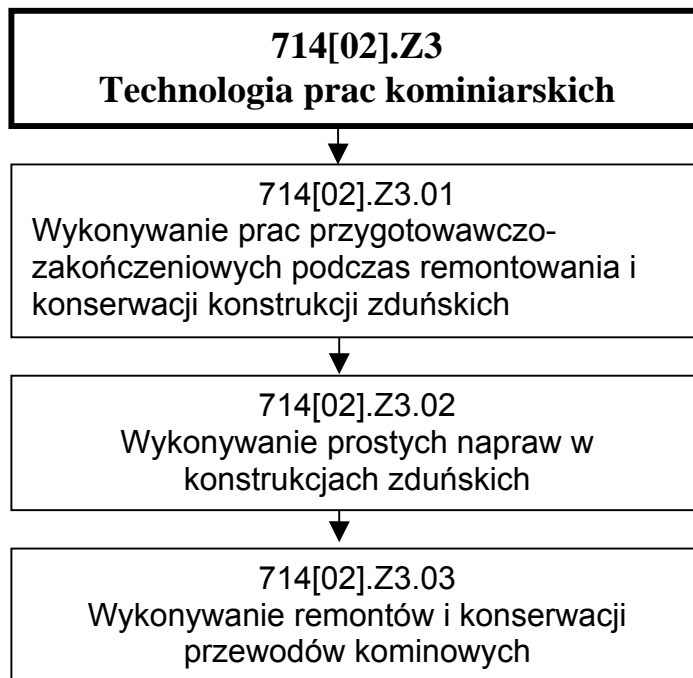 714[02].Z3
Technologia prac kominiarskich
714[02].Z3.01
Wykonywanie prac przygotowawczo-
zakończeniowych podczas remontowania i
konserwacji konstrukcji zduńskich
714[02].Z3.02
Wykonywanie prostych napraw w
konstrukcjach zduńskich
714[02].Z3.03
Wykonywanie remontów i konserwacji
przewodów kominowych